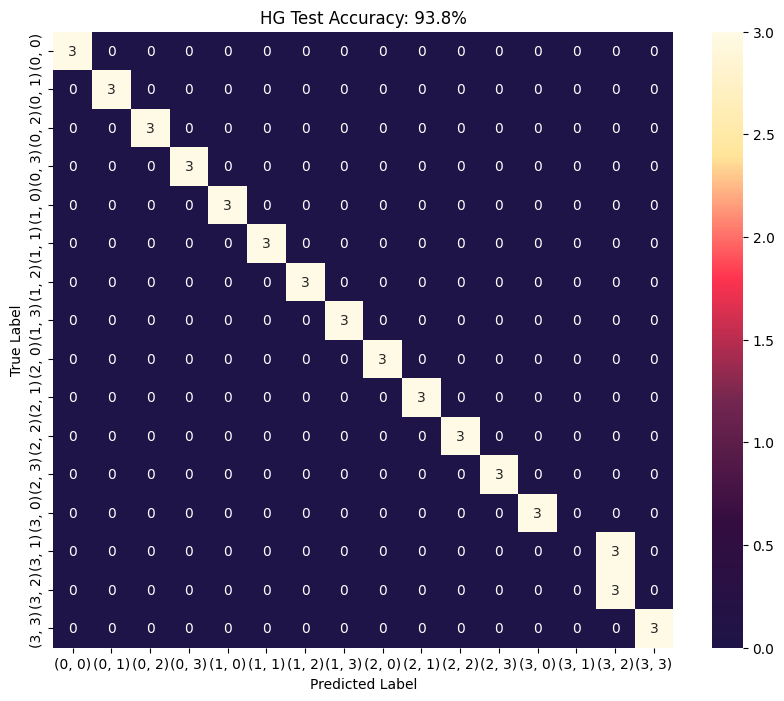 HG Test Accuracy: 93.8%
True Label
(0, 0) 3 0 0 0 0 0 0 0 0 0 0 0 0 0 0 0
(0, 1) 0 3 0 0 0 0 0 0 0 0 0 0 0 0 0 0
(0, 2) 0 0 3 0 0 0 0 0 0 0 0 0 0 0 0 0
(0, 3) 0 0 0 3 0 0 0 0 0 0 0 0 0 0 0 0
(1, 0) 0 0 0 0 3 0 0 0 0 0 0 0 0 0 0 0
(1, 1) 0 0 0 0 0 3 0 0 0 0 0 0 0 0 0 0
(1, 2) 0 0 0 0 0 0 3 0 0 0 0 0 0 0 0 0
(1, 3) 0 0 0 0 0 0 0 3 0 0 0 0 0 0 0 0
(2, 0) 0 0 0 0 0 0 0 0 3 0 0 0 0 0 0 0
(2, 1) 0 0 0 0 0 0 0 0 0 3 0 0 0 0 0 0
(2, 2) 0 0 0 0 0 0 0 0 0 0 3 0 0 0 0 0
(2, 3) 0 0 0 0 0 0 0 0 0 0 0 3 0 0 0 0
(3, 0) 0 0 0 0 0 0 0 0 0 0 0 0 3 0 0 0
(3, 1) 0 0 0 0 0 0 0 0 0 0 0 0 0 0 3 0
(3, 2) 0 0 0 0 0 0 0 0 0 0 0 0 0 0 3 0
(3, 3) 0 0 0 0 0 0 0 0 0 0 0 0 0 0 0 3
(0, 0) (0, 1) (0, 2) (0, 3) (1, 0) (1, 1) (1, 2) (1, 3) (2, 0) (2, 1) (2, 2) (2, 3) (3, 0) (3, 1) (3, 2) (3, 3)
Predicted Label
3.0
2.5
2.0
1.5
1.0
0.5
0.0